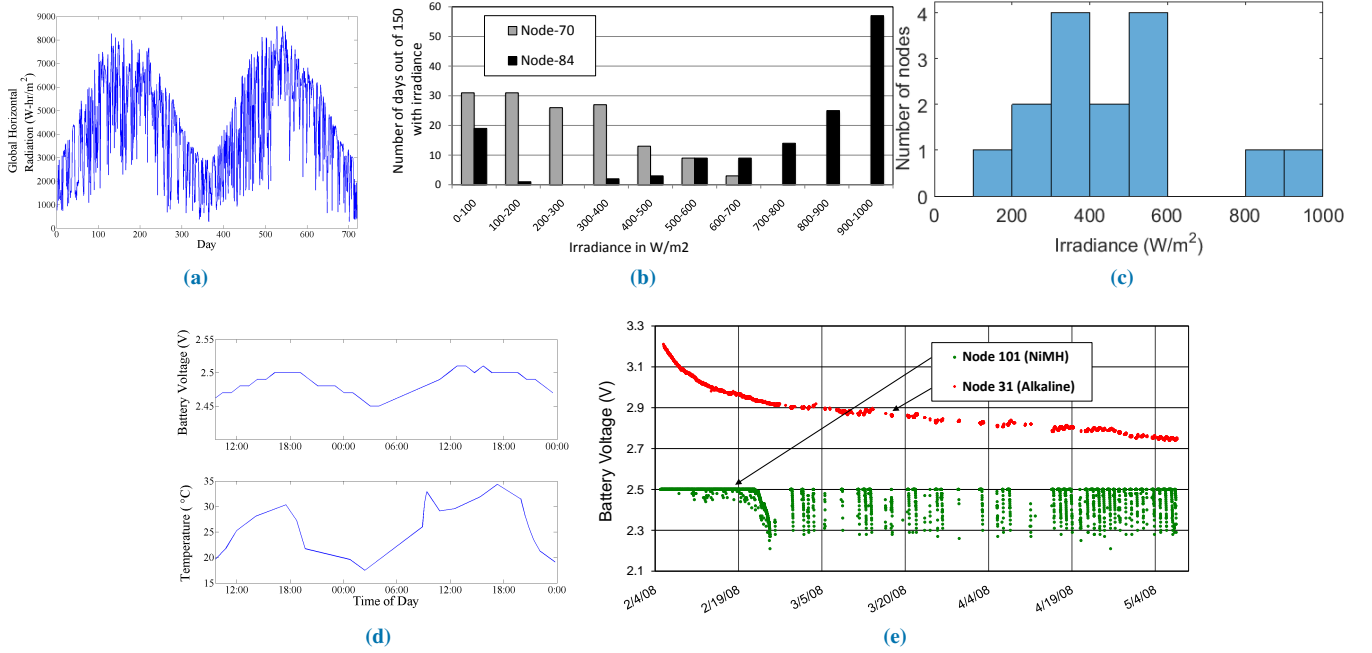 9000
8000
7000
6000
5000
4000
3000
2000
1000
0
Global Horizontal
Radiation (W-hr/m²)
0 100 200 300 400 500 600 700
Day
(a)
60
50
40
30
20
10
0
Number of days out of 150
with irradiance
Node-70
Node-84
0-100 100-200 200-300 300-400 400-500 500-600 600-700 700-800 800-900 900-1000
Irradiance in W/m2
(b)
4
3
2
1
0
Number of nodes
0 200 400 600 800 1000
Irradiance (W/m²)
(c)
2.55
2.5
2.45
Battery Voltage (V)
12:00 18:00 00:00 06:00 12:00 18:00 00:00
35
30
25
20
15
Temperature (°C)
12:00 18:00 00:00 06:00 12:00 18:00 0:00
Time of Day
(d)
3.3
3.1
2.9
2.7
2.5
2.3
2.1
Battery Voltage (V)
Node 101 (NiMH)
Node 31 (Alkaline)
2/4/08 2/19/08 3/5/08 3/20/08 4/4/08 4/19/08 5/4/08
(e)